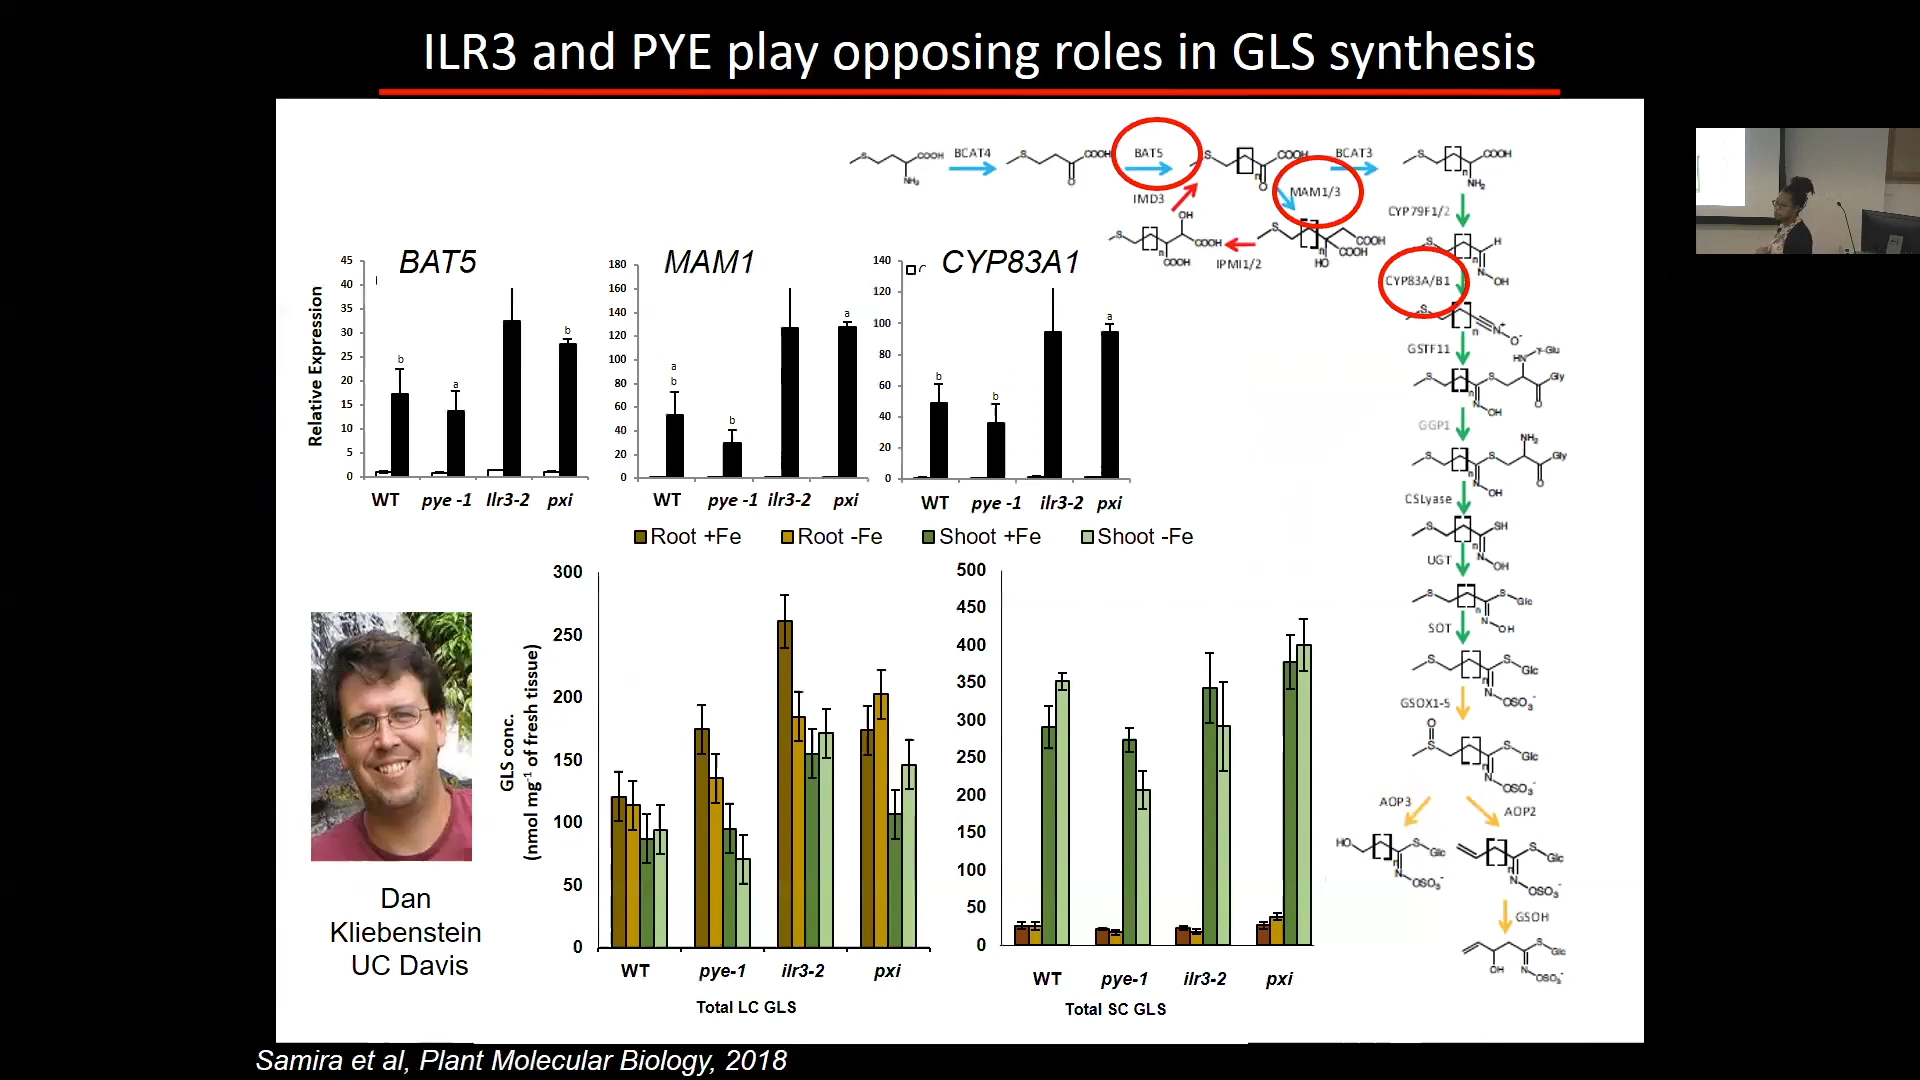 ILR3 and PYE play opposing roles in GLS synthesis
BCAT4
BAT5
BCAT3
MAM1/3
IMD3
IPMI1/2
CYP79F1/2
CYP83A/B1
GSTF11
GGP1
CSLyase
UGT
SOT
GSOX1-5
AOP3
AOP2
GSOH
BAT5
MAM1
CYP83A1
Relative Expression
45
40
35
30
25
20
15
10
5
0
b
a
b
WT
pye -1
Ilr3-2
pxi
180
160
140
120
100
80
60
40
20
0
a
b
b
a
WT
pye -1
ilr3-2
pxi
140
120
100
80
60
40
20
0
b
b
a
WT
pye -1
ilr3-2
pxi
Root +Fe
Root -Fe
Shoot +Fe
Shoot -Fe
GLS conc.
(nmol mg-1 of fresh tissue)
300
250
200
150
100
50
0
WT
pye-1
ilr3-2
pxi
Total LC GLS
500
450
400
350
300
250
200
150
100
50
0
WT
pye-1
ilr3-2
pxi
Total SC GLS
Dan
Kliebenstein
UC Davis
Samira et al, Plant Molecular Biology, 2018